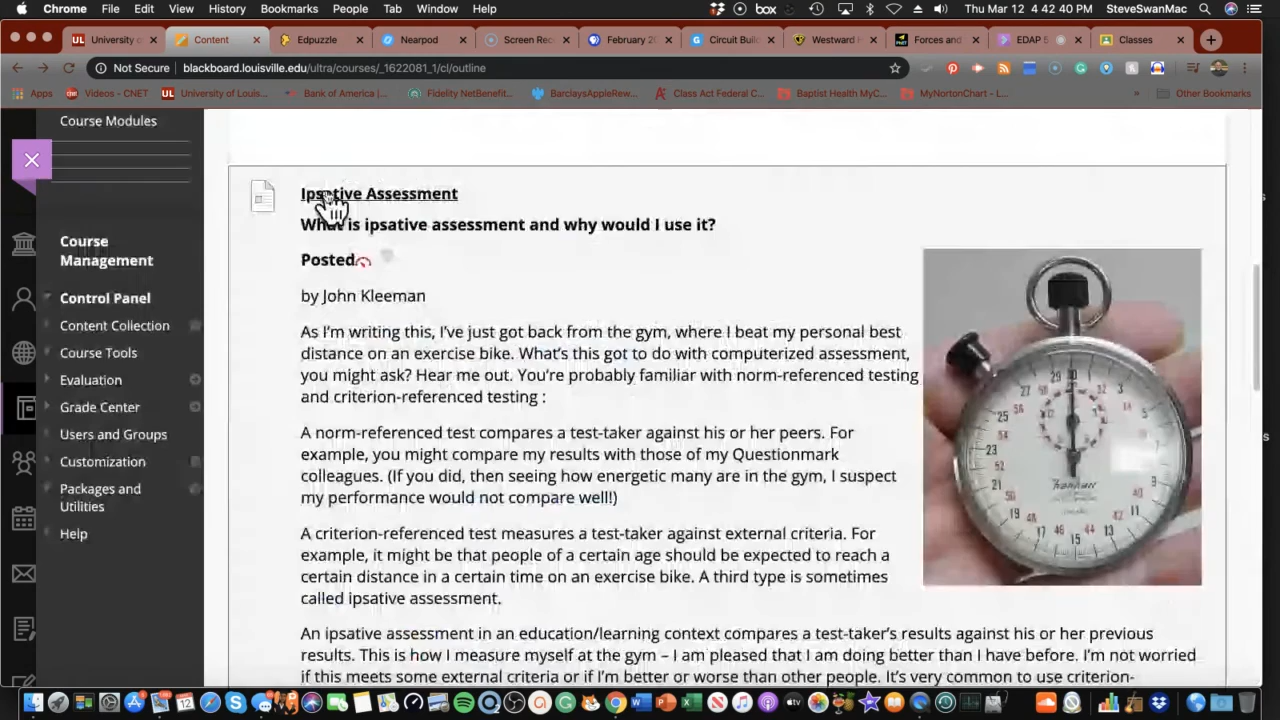 Chrome File Edit View History Bookmarks People Tab Window Help box Thu Mar 12 4 42 40 PM SteveSwanMac
University o Content Edpuzzle Nearpod Screen Rec February 2 Circuit Buil Westward H Forces and EDAP 5 Classes
Not Secure blackboard.louisville.edu/ultra/courses/_1622081_1/cl/outline
Apps Videos - CNET University of Louis... Bank of America |... Fidelity NetBenefit... BarclaysAppleRew... Class Act Federal C... Baptist Health MyC... MyNortonChart - L... » Other Bookmarks
Course Modules
Course
Management
Control Panel
Content Collection
Course Tools
Evaluation
Grade Center
Users and Groups
Customization
Packages and
Utilities
Help
Ipsative Assessment
What is ipsative assessment and why would I use it?
Posted
by John Kleeman
As I'm writing this, I've just got back from the gym, where I beat my personal best
distance on an exercise bike. What's this got to do with computerized assessment,
you might ask? Hear me out. You're probably familiar with norm-referenced testing
and criterion-referenced testing :
A norm-referenced test compares a test-taker against his or her peers. For
example, you might compare my results with those of my Questionmark
colleagues. (If you did, then seeing how energetic many are in the gym, I suspect
my performance would not compare well!)
A criterion-referenced test measures a test-taker against external criteria. For
example, it might be that people of a certain age should be expected to reach a
certain distance in a certain time on an exercise bike. A third type is sometimes
called ipsative assessment.
An ipsative assessment in an education/learning context compares a test-taker's results against his or her previous
results. This is how I measure myself at the gym – I am pleased that I am doing better than I have before. I'm not worried
if this meets some external criteria or if I'm better or worse than other people. It's very common to use criterion-